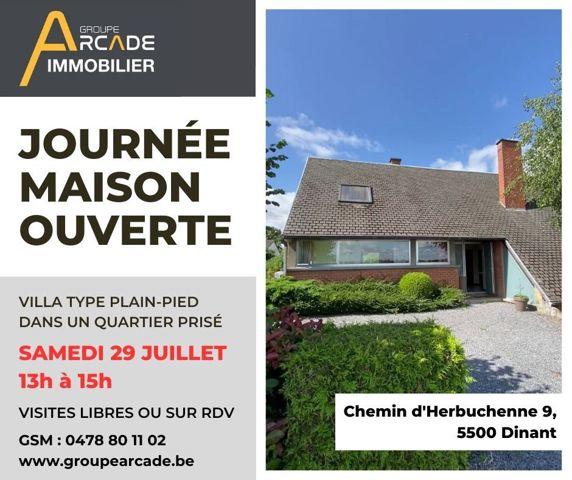 GROUPE
ARCADE
IMMOBILIER
JOURNÉE
MAISON
OUVERTE
VILLA TYPE PLAIN-PIED
DANS UN QUARTIER PRISÉ
SAMEDI 29 JUILLET
13h à 15h
VISITES LIBRES OU SUR RDV
GSM : 0478 80 11 02
www.groupearcade.be
Chemin d'Herbuchenne 9,
5500 Dinant